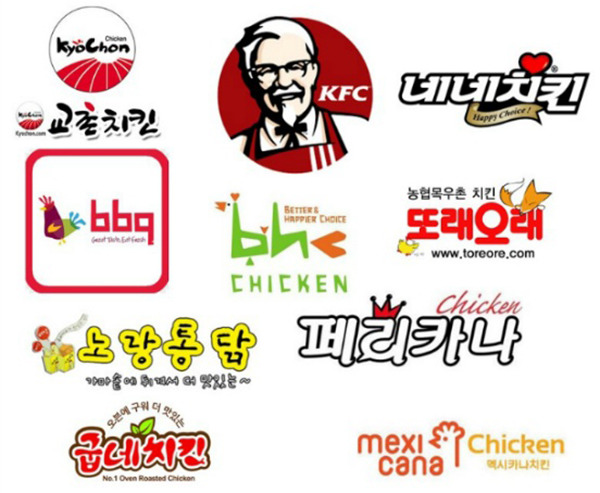 Chicken
KyoChon
KyoChon
Kyochon.com
교촌치킨
KFC
네네치킨
Happy Choice!
bbq
Great Taste, Eat Fresh
BETTER &
HAPPIER CHOICE
bhc
CHICKEN
농협목우촌 치킨
또래오래
www.toreore.com
노랑통닭
가마솥에 튀겨서 더 맛있는~
Chicken
페리카나
오븐에 구워 더 맛있는
굽네치킨
No.1 Oven Roasted Chicken
mexi
cana
Chicken
멕시카나치킨